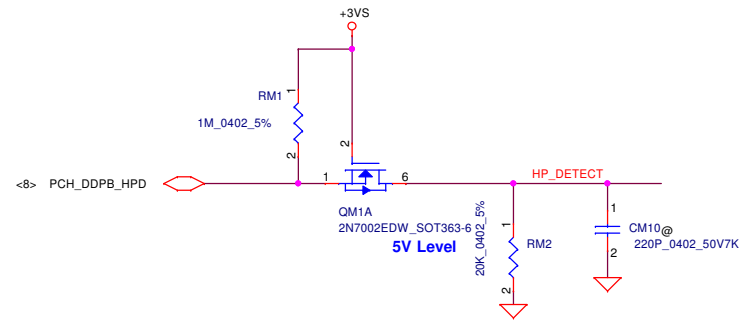 +3VS
1
RM1
1M_0402_5%
2
2
<8> PCH_DDPB_HPD
1
6
HP_DETECT
QM1A
2N7002EDW_SOT363-6
5V Level
1
20K_0402_5%
RM2
2
1
CM10@
220P_0402_50V7K
2